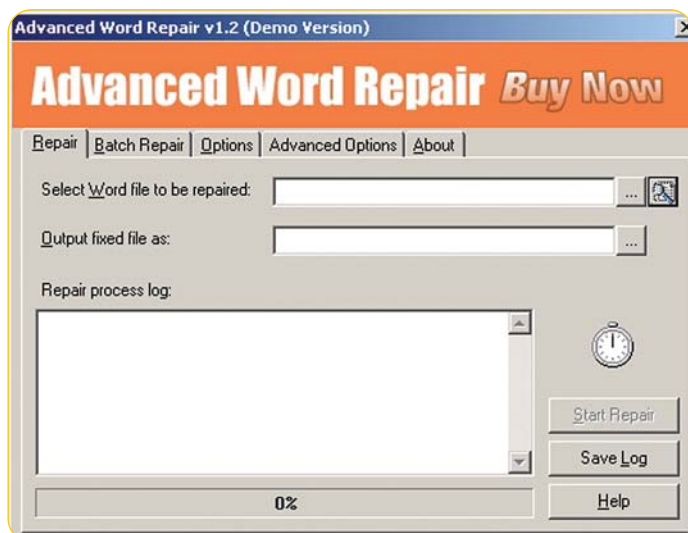 Advanced Word Repair v1.2 (Demo Version)
Advanced Word Repair Buy Now
Repair Batch Repair Options Advanced Options About
Select Word file to be repaired: ...
Output fixed file as: ...
Repair process log:
Start Repair
Save Log
0% Help